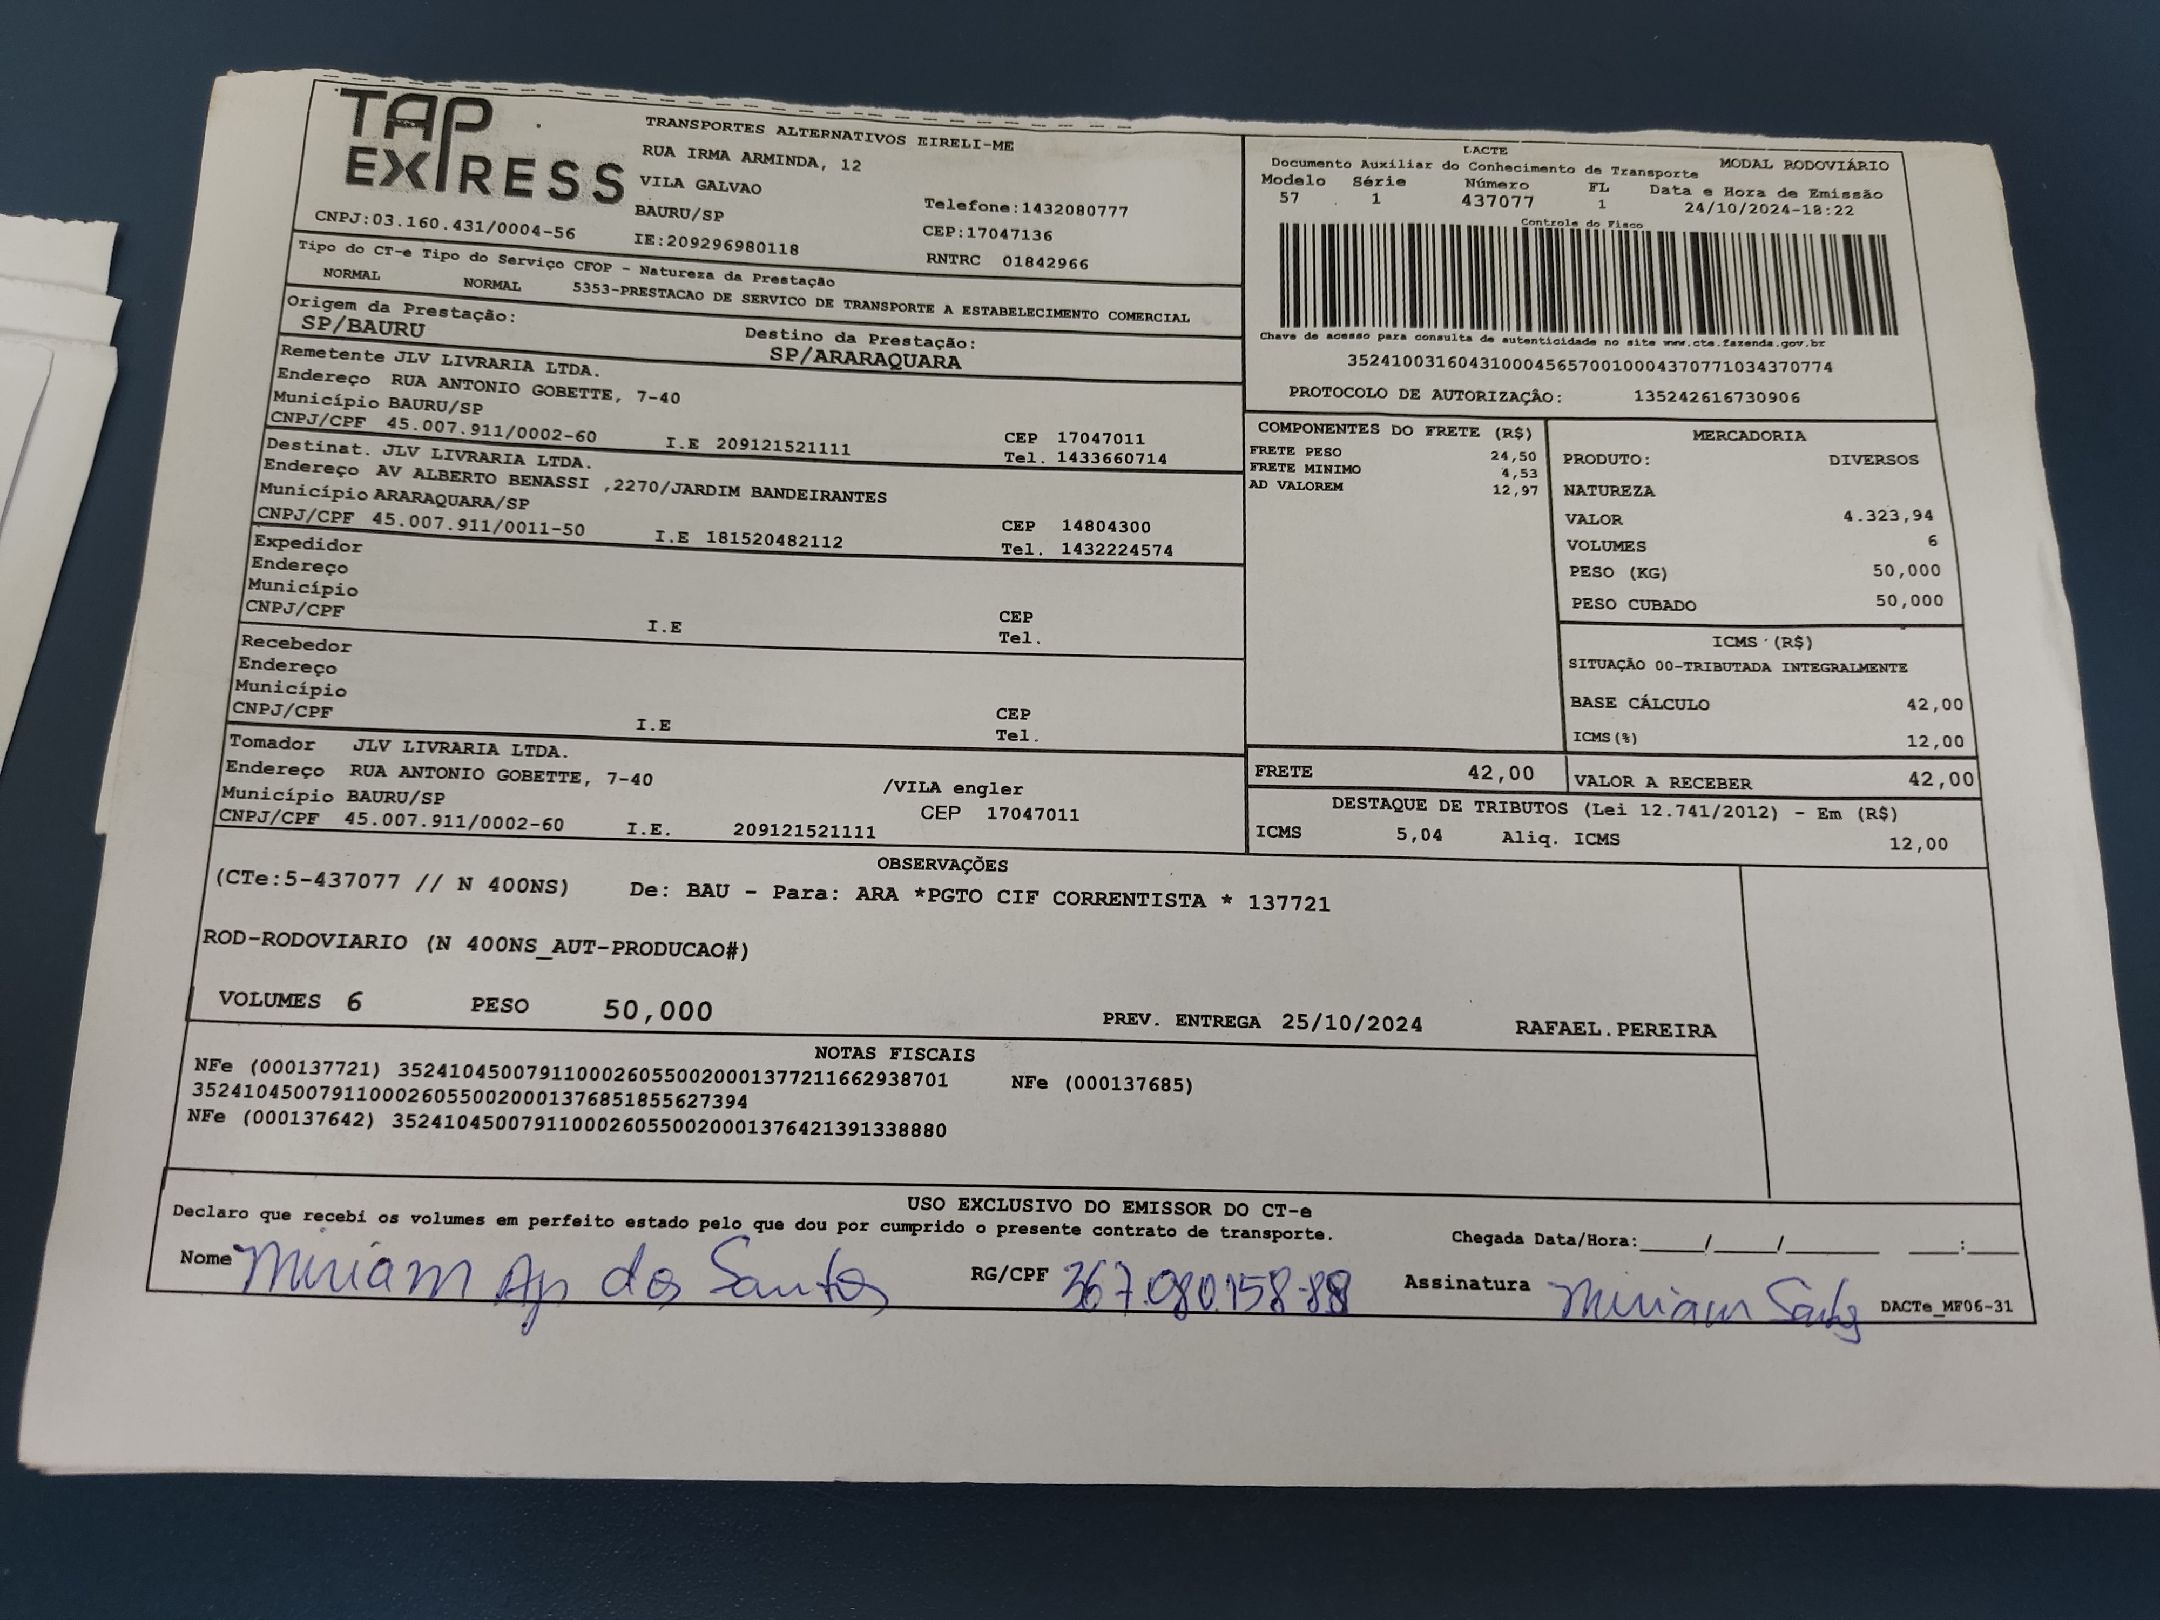 TAP
EXPRESS
TRANSPORTES ALTERNATIVOS EIRELI-ME
RUA IRMA ARMINDA, 12
VILA GALVAO
BAURU/SP Telefone:1432080777
CNPJ:03.160.431/0004-56 IE:209296980118 CEP:17047136
RNTRC 01842966
Tipo do CT-e Tipo do Serviço CFOP - Natureza da Prestação
NORMAL NORMAL 5353-PRESTACAO DE SERVICO DE TRANSPORTE A ESTABELECIMENTO COMERCIAL
Origem da Prestação: Destino da Prestação:
SP/BAURU SP/ARARAQUARA
Remetente JLV LIVRARIA LTDA.
Endereço RUA ANTONIO GOBETTE, 7-40
Município BAURU/SP CEP 17047011
CNPJ/CPF 45.007.911/0002-60 I.E 209121521111 Tel. 1433660714
Destinat. JLV LIVRARIA LTDA.
Endereço AV ALBERTO BENASSI ,2270/JARDIM BANDEIRANTES
Município ARARAQUARA/SP CEP 14804300
CNPJ/CPF 45.007.911/0011-50 I.E 181520482112 Tel. 1432224574
Expedidor
Endereço
Município CEP
CNPJ/CPF I.E Tel.
Recebedor
Endereço
Município CEP
CNPJ/CPF I.E Tel.
Tomador JLV LIVRARIA LTDA.
Endereço RUA ANTONIO GOBETTE, 7-40 /VILA engler
Município BAURU/SP CEP 17047011
CNPJ/CPF 45.007.911/0002-60 I.E. 209121521111
DACTE MODAL RODOVIÁRIO
Documento Auxiliar do Conhecimento de Transporte
Modelo Série Número FL Data e Hora de Emissão
57 1 437077 1 24/10/2024-18:22
Controle do Fisco
Chave de acesso para consulta de autenticidade no site www.cte.fazenda.gov.br
35241003160431000456570010004370771034370774
PROTOCOLO DE AUTORIZAÇÃO: 135242616730906
COMPONENTES DO FRETE (R$)
FRETE PESO 24,50
FRETE MINIMO 4,53
AD VALOREM 12,97
MERCADORIA
PRODUTO: DIVERSOS
NATUREZA
VALOR 4.323,94
VOLUMES 6
PESO (KG) 50,000
PESO CUBADO 50,000
ICMS (R$)
SITUAÇÃO 00-TRIBUTADA INTEGRALMENTE
BASE CÁLCULO 42,00
ICMS(%) 12,00
FRETE 42,00 VALOR A RECEBER 42,00
DESTAQUE DE TRIBUTOS (Lei 12.741/2012) - Em (R$)
ICMS 5,04 Aliq. ICMS 12,00
OBSERVAÇÕES
(CTe:5-437077 // N 400NS) De: BAU - Para: ARA *PGTO CIF CORRENTISTA * 137721
ROD-RODOVIARIO (N 400NS_AUT-PRODUCAO#)
VOLUMES 6 PESO 50,000 PREV. ENTREGA 25/10/2024 RAFAEL.PEREIRA
NOTAS FISCAIS
NFe (000137721) 35241045007911000260550020001377211662938701 NFe (000137685)
35241045007911000260550020001376851855627394
NFe (000137642) 35241045007911000260550020001376421391338880
USO EXCLUSIVO DO EMISSOR DO CT-e
Declaro que recebi os volumes em perfeito estado pelo que dou por cumprido o presente contrato de transporte. Chegada Data/Hora:____/____/______ ___:___
Nome Miriam Ap dos Santos RG/CPF 367.080.158-88 Assinatura Miriam Santos DACTe_MF06-31